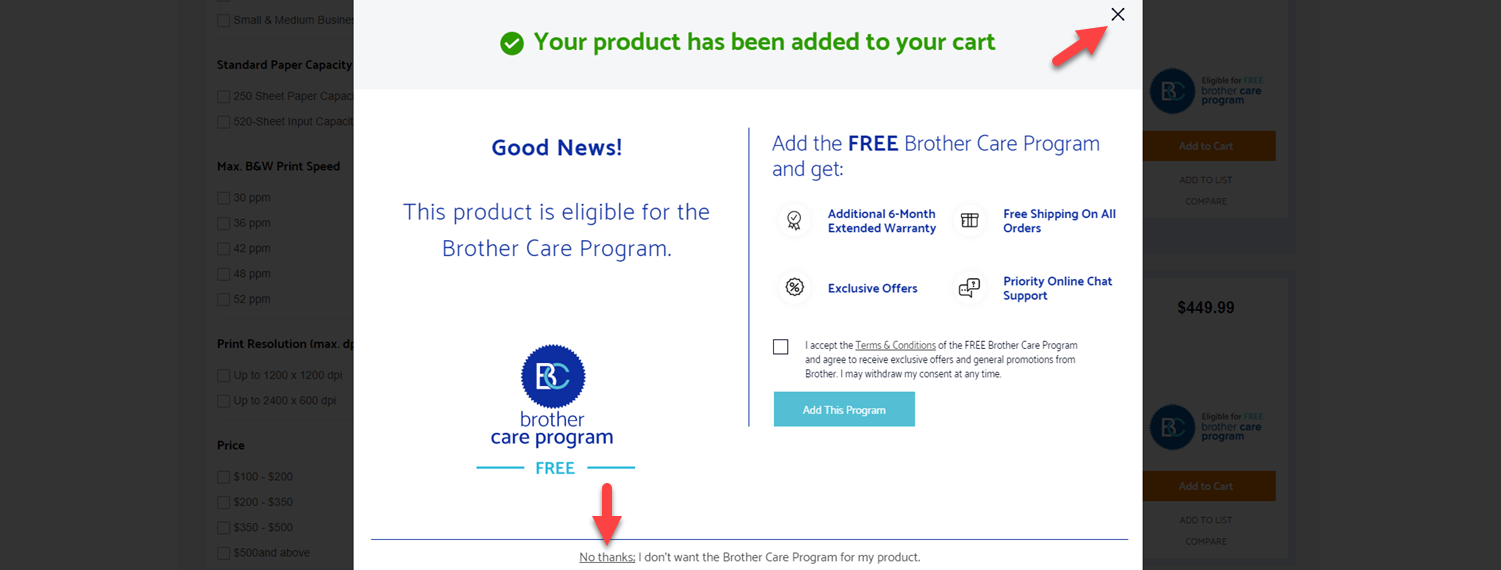 Small & Medium Busines
Standard Paper Capacity
250 Sheet Paper Capaci
520-Sheet Input Capacit
Max. B&W Print Speed
30 ppm
36 ppm
42 ppm
48 ppm
52 ppm
Print Resolution (max. dp
Up to 1200 x 1200 dpi
Up to 2400 x 600 dpi
Price
$100 - $200
$200 - $350
$350 - $500
$500and above
Your product has been added to your cart
Good News!
This product is eligible for the
Brother Care Program.
BC
brother
care program
FREE
Add the FREE Brother Care Program
and get:
Additional 6-Month
Extended Warranty
Free Shipping On All
Orders
Exclusive Offers
Priority Online Chat
Support
I accept the Terms & Conditions of the FREE Brother Care Program
and agree to receive exclusive offers and general promotions from
Brother. I may withdraw my consent at any time.
Add This Program
No thanks; I don't want the Brother Care Program for my product.
BC
Eligible for FREE
brother care
program
Add to Cart
ADD TO LIST
COMPARE
$449.99
BC
Eligible for FREE
brother care
program
Add to Cart
ADD TO LIST
COMPARE